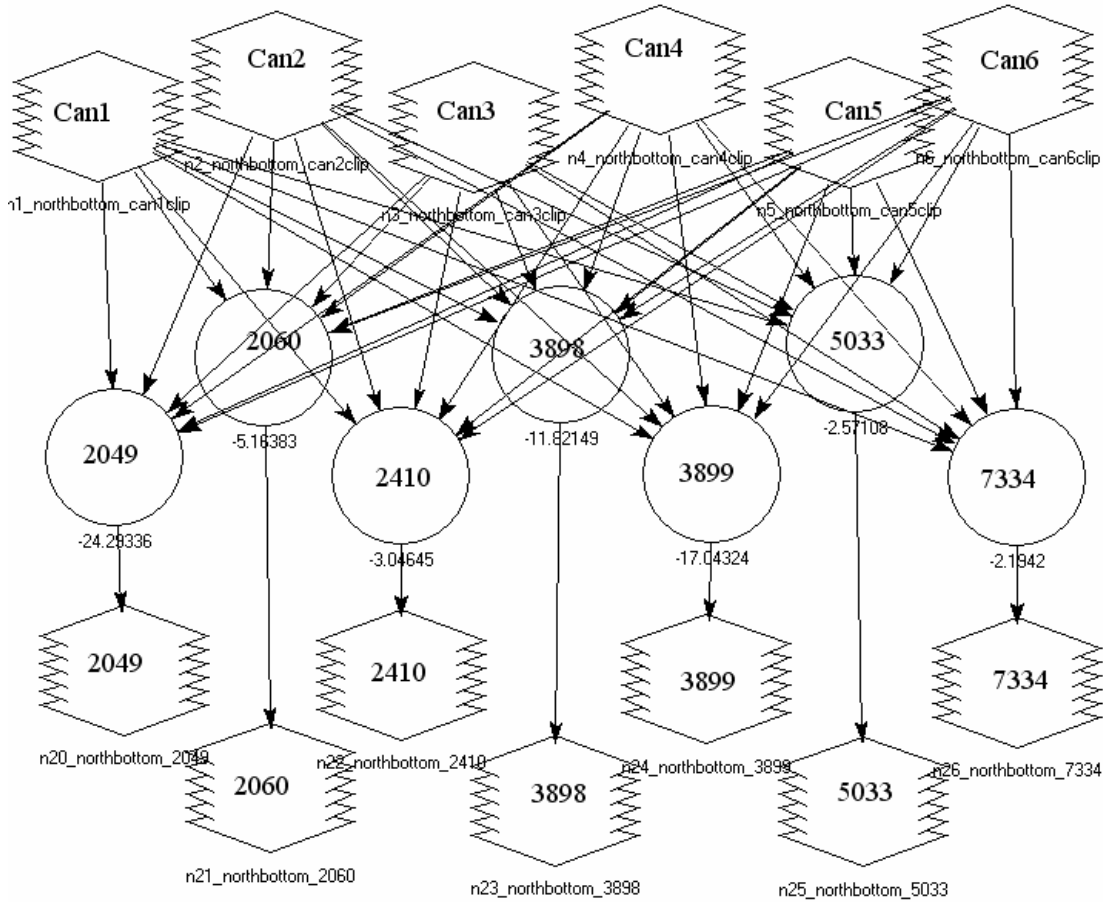 Can1
Can2
Can3
Can4
Can5
Can6
n1_northbottom_can1clip
n2_northbottom_can2clip
n3_northbottom_can3clip
n4_northbottom_can4clip
n5_northbottom_can5clip
n6_northbottom_can6clip
2060
3898
5033
-5.16383
-11.82149
-2.57108
2049
2410
3899
7334
-24.29336
-3.04645
-17.04324
-2.1942
2049
2410
3899
7334
n20_northbottom_2049
n22_northbottom_2410
n24_northbottom_3899
n26_northbottom_7334
2060
3898
5033
n21_northbottom_2060
n23_northbottom_3898
n25_northbottom_5033